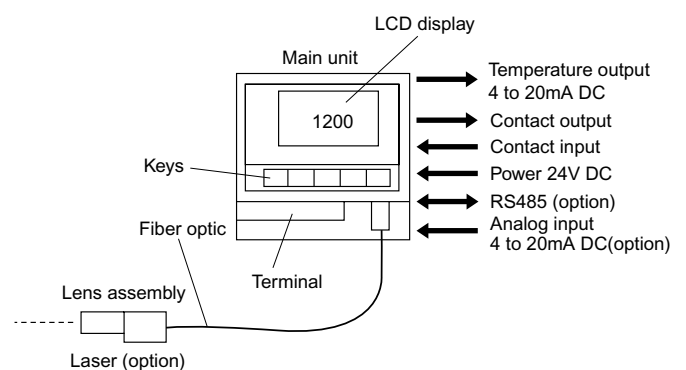 LCD display
Main unit
1200
Temperature output
4 to 20mA DC
Contact output
Contact input
Keys
Power 24V DC
RS485 (option)
Fiber optic
Analog input
4 to 20mA DC(option)
Terminal
Lens assembly
Laser (option)